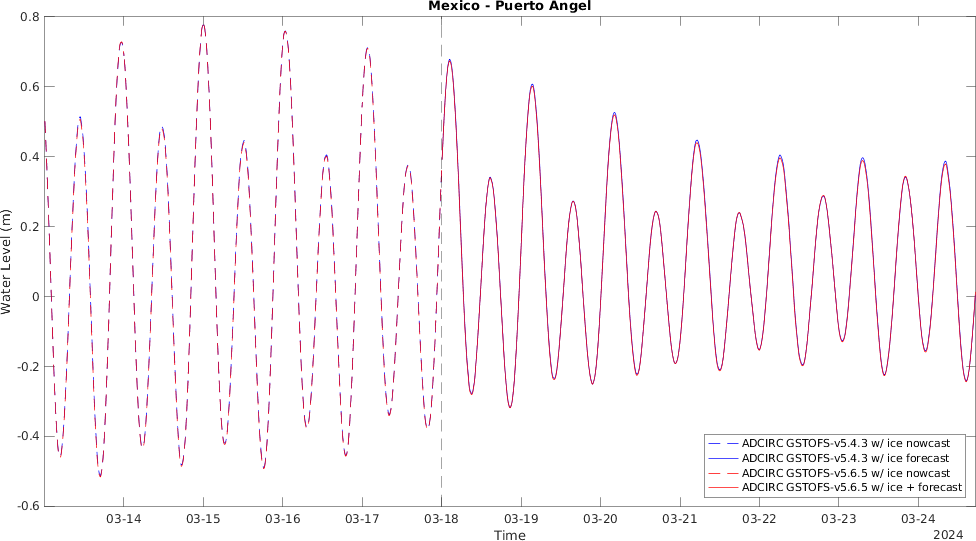 Mexico - Puerto Angel
Water Level (m)
0.8
0.6
0.4
0.2
0
-0.2
-0.4
-0.6
ADCIRC GSTOFS-v5.4.3 w/ ice nowcast
ADCIRC GSTOFS-v5.4.3 w/ ice forecast
ADCIRC GSTOFS-v5.6.5 w/ ice nowcast
ADCIRC GSTOFS-v5.6.5 w/ ice + forecast
03-14 03-15 03-16 03-17 03-18 03-19 03-20 03-21 03-22 03-23 03-24
2024
Time